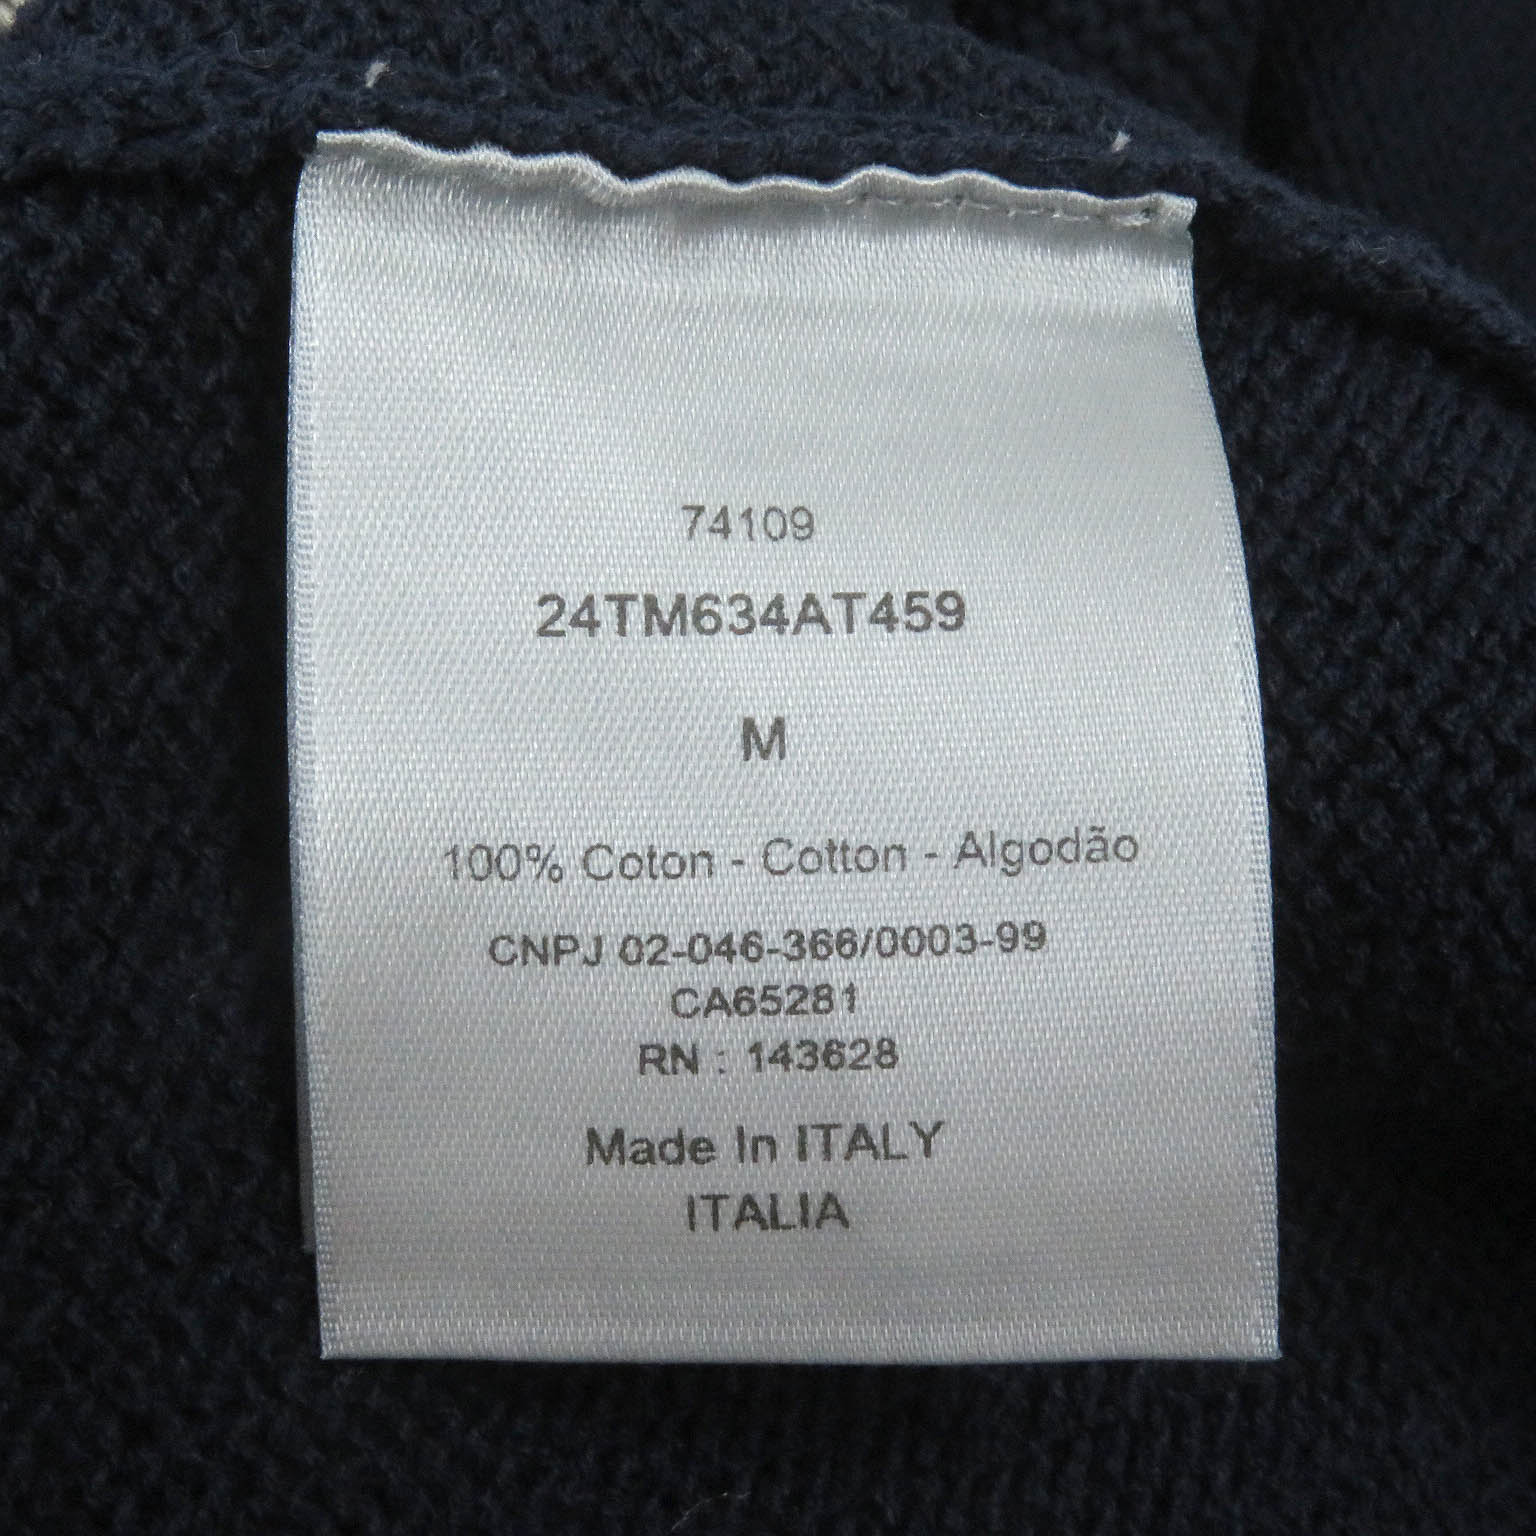 74109
24TM634AT459
M
100% Coton - Cotton - Algodão
CNPJ 02-046-366/0003-99
CA65281
RN : 143628
Made In ITALY
ITALIA